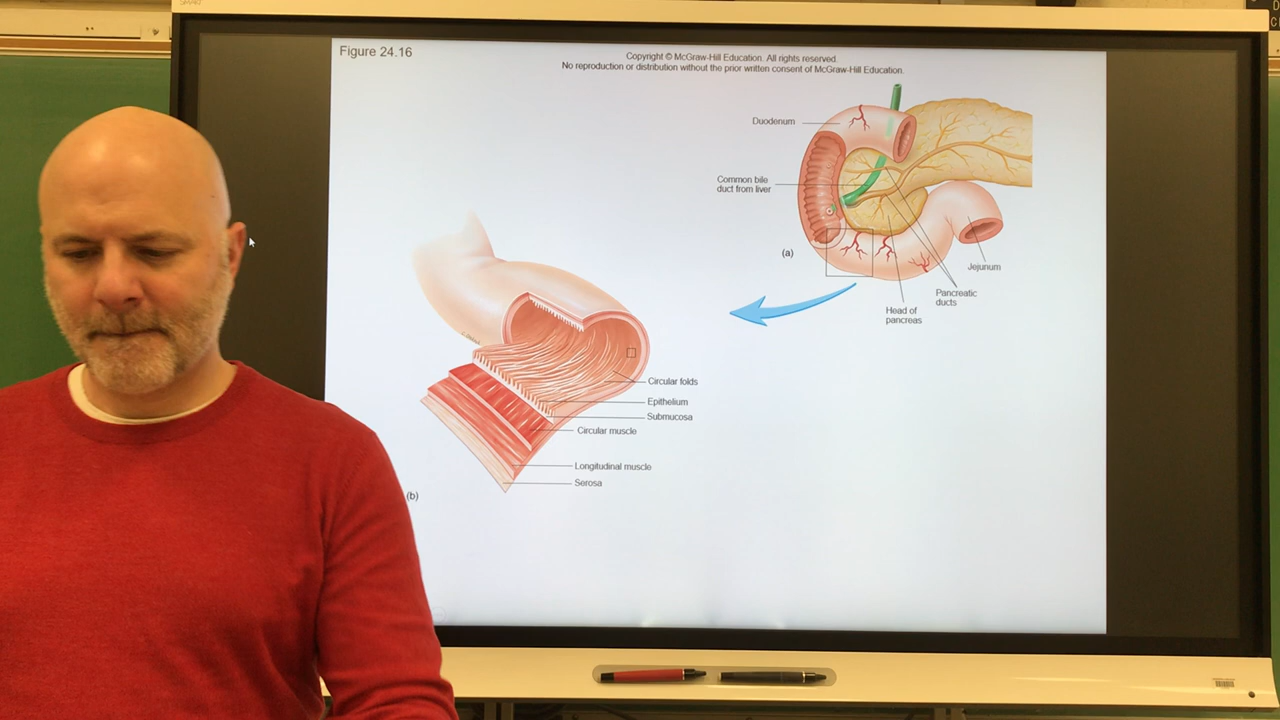 SMART
Figure 24.16
Copyright © McGraw-Hill Education. All rights reserved.
No reproduction or distribution without the prior written consent of McGraw-Hill Education.
Duodenum
Common bile
duct from liver
(a)
Jejunum
Pancreatic
ducts
Head of
pancreas
Circular folds
Epithelium
Submucosa
Circular muscle
Longitudinal muscle
Serosa
(b)